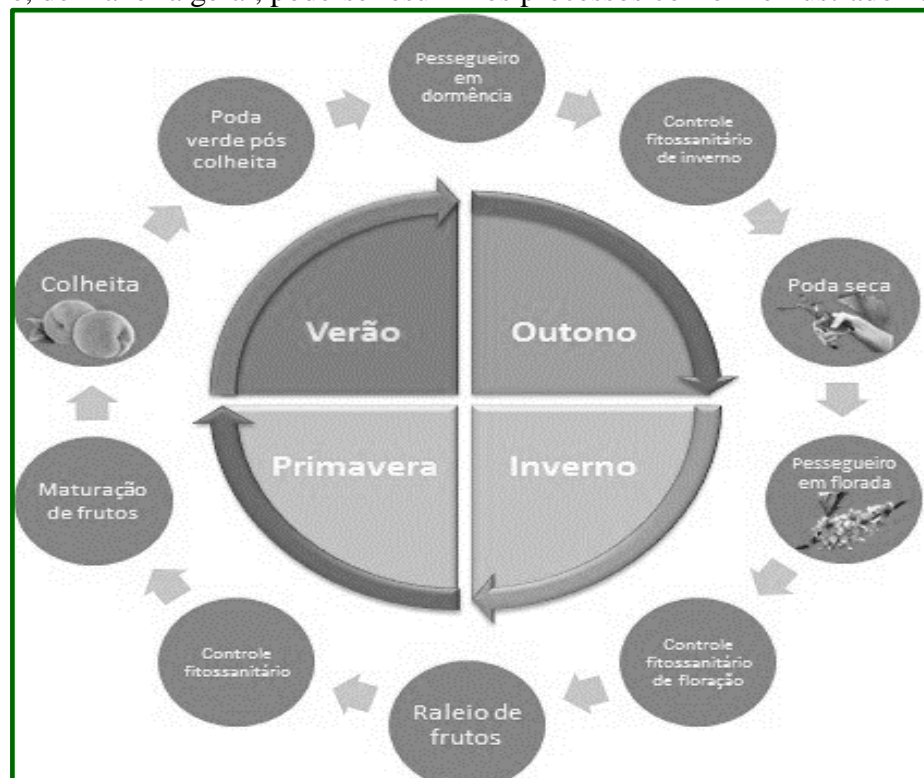 Pessegueiro
em
dormência
Controle
fitossanitário
de inverno
Poda seca
Pessegueiro
em florada
Controle
fitossanitário
de floração
Raleio de
frutos
Controle
fitossanitário
Maturação
de frutos
Colheita
Poda
verde pós
colheita
Verão
Outono
Primavera
Inverno